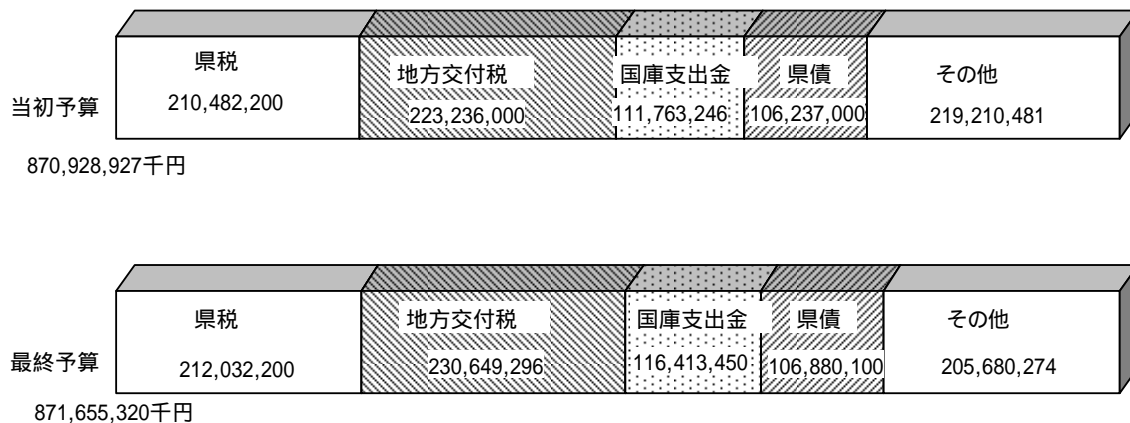 県税 地方交付税 国庫支出金 県債 その他
当初予算 210,482,200 223,236,000 111,763,246 106,237,000 219,210,481
870,928,927千円
県税 地方交付税 国庫支出金 県債 その他
最終予算 212,032,200 230,649,296 116,413,450 106,880,100 205,680,274
871,655,320千円